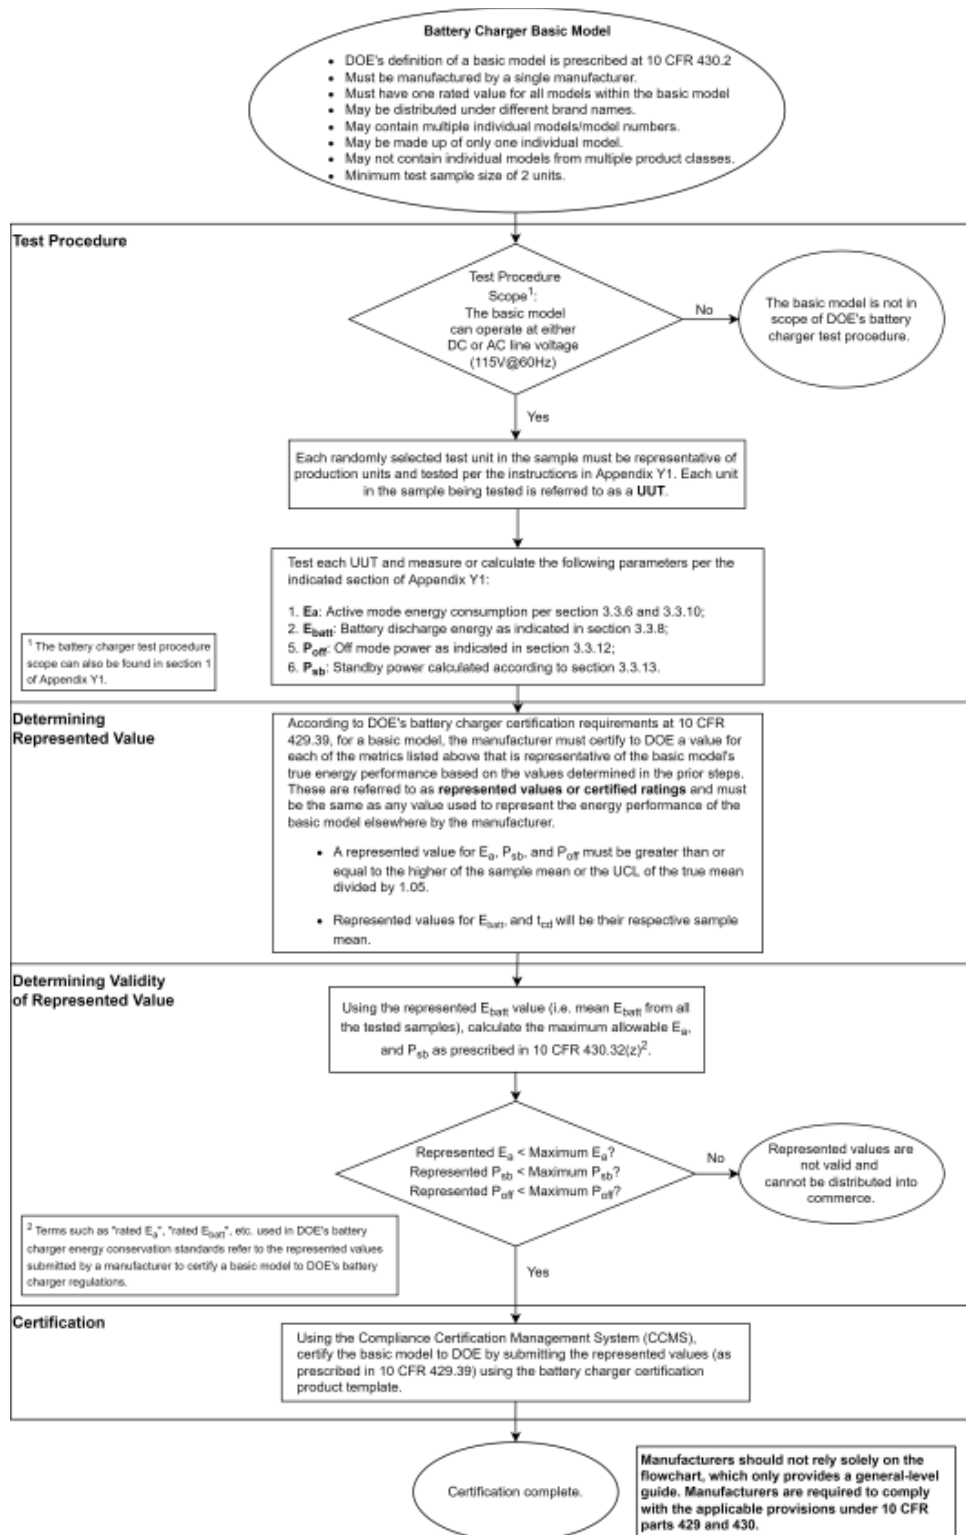 Battery Charger Basic Model
• DOE's definition of a basic model is prescribed at 10 CFR 430.2
• Must be manufactured by a single manufacturer.
• Must have one rated value for all models within the basic model
• May be distributed under different brand names.
• May contain multiple individual models/model numbers.
• May be made up of only one individual model.
• May not contain individual models from multiple product classes.
• Minimum test sample size of 2 units.
Test Procedure
Test Procedure
Scope1:
The basic model
can operate at either
DC or AC line voltage
(115V@60Hz)
No
The basic model is not in
scope of DOE's battery
charger test procedure.
Yes
Each randomly selected test unit in the sample must be representative of
production units and tested per the instructions in Appendix Y1. Each unit
in the sample being tested is referred to as a UUT.
Test each UUT and measure or calculate the following parameters per the
indicated section of Appendix Y1:
1. Ea: Active mode energy consumption per section 3.3.6 and 3.3.10;
2. Ebatt: Battery discharge energy as indicated in section 3.3.8;
5. Poff: Off mode power as indicated in section 3.3.12;
6. Psb: Standby power calculated according to section 3.3.13.
1 The battery charger test procedure
scope can also be found in section 1
of Appendix Y1.
Determining
Represented Value
According to DOE's battery charger certification requirements at 10 CFR
429.39, for a basic model, the manufacturer must certify to DOE a value for
each of the metrics listed above that is representative of the basic model's
true energy performance based on the values determined in the prior steps.
These are referred to as represented values or certified ratings and must
be the same as any value used to represent the energy performance of the
basic model elsewhere by the manufacturer.
• A represented value for Ea, Psb, and Poff must be greater than or
equal to the higher of the sample mean or the UCL of the true mean
divided by 1.05.
• Represented values for Ebatt, and tcd will be their respective sample
mean.
Determining Validity
of Represented Value
Using the represented Ebatt value (i.e. mean Ebatt from all
the tested samples), calculate the maximum allowable Ea,
and Psb as prescribed in 10 CFR 430.32(z)2.
Represented Ea < Maximum Ea?
Represented Psb < Maximum Psb?
Represented Poff < Maximum Poff?
No
Represented values are
not valid and
cannot be distributed into
commerce.
2 Terms such as "rated Ea", "rated Ebatt", etc. used in DOE's battery
charger energy conservation standards refer to the represented values
submitted by a manufacturer to certify a basic model to DOE's battery
charger regulations.
Yes
Certification
Using the Compliance Certification Management System (CCMS),
certify the basic model to DOE by submitting the represented values (as
prescribed in 10 CFR 429.39) using the battery charger certification
product template.
Certification complete.
Manufacturers should not rely solely on the
flowchart, which only provides a general-level
guide. Manufacturers are required to comply
with the applicable provisions under 10 CFR
parts 429 and 430.